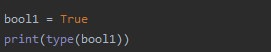 bool1 = True
print(type(bool1))